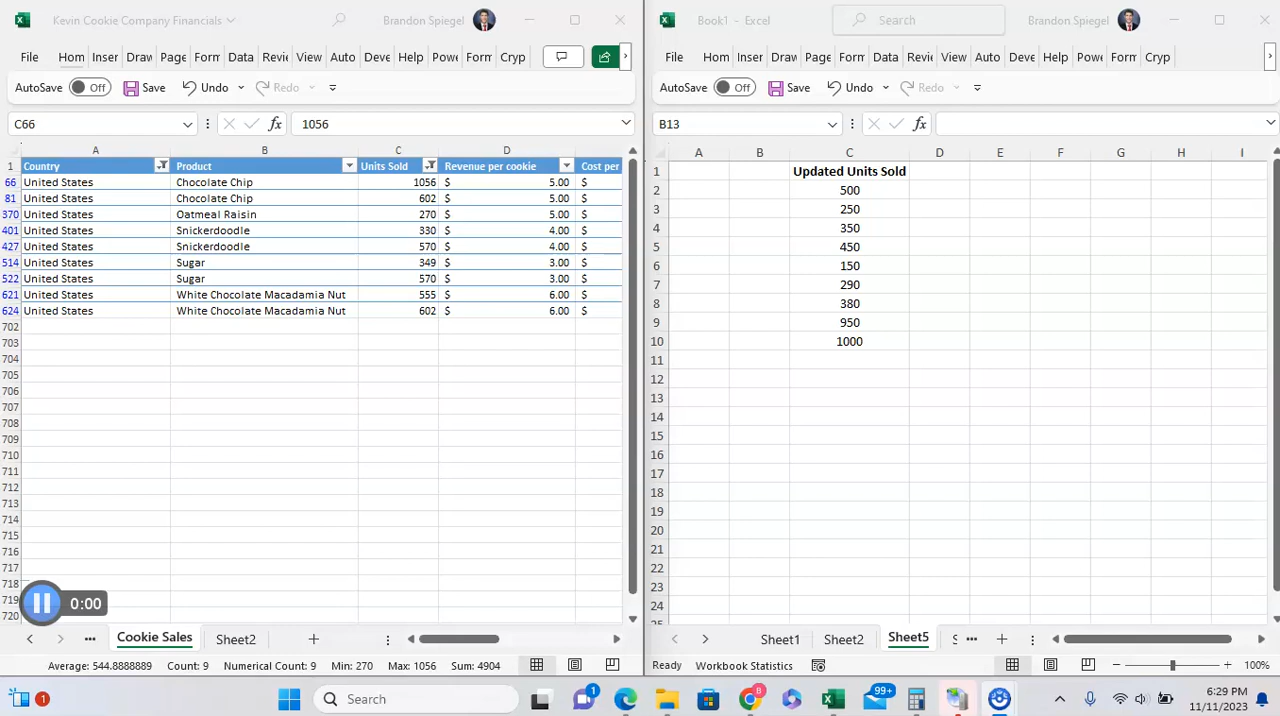 Kevin Cookie Company Financials
Brandon Spiegel
File Hom Inser Draw Page Forn Data Revie View Auto Deve Help Powe Form Cryp
AutoSave Off Save Undo Redo
C66 fx 1056
A B C D
1 Country Product Units Sold Revenue per cookie Cost per
66 United States Chocolate Chip 1056 $ 5.00 $
81 United States Chocolate Chip 602 $ 5.00 $
370 United States Oatmeal Raisin 270 $ 5.00 $
401 United States Snickerdoodle 330 $ 4.00 $
427 United States Snickerdoodle 570 $ 4.00 $
514 United States Sugar 349 $ 3.00 $
522 United States Sugar 570 $ 3.00 $
621 United States White Chocolate Macadamia Nut 555 $ 6.00 $
624 United States White Chocolate Macadamia Nut 602 $ 6.00 $
702
703
704
705
706
707
708
709
710
711
712
713
714
715
716
717
718
719
720
0:00
Cookie Sales Sheet2
Average: 544.8888889 Count: 9 Numerical Count: 9 Min: 270 Max: 1056 Sum: 4904
Book1 - Excel Search Brandon Spiegel
File Hom Inser Draw Page Form Data Revie View Auto Deve Help Powe Form Cryp
AutoSave Off Save Undo Redo
B13 fx
A B C D E F G H I
1 Updated Units Sold
2 500
3 250
4 350
5 450
6 150
7 290
8 380
9 950
10 1000
11
12
13
14
15
16
17
18
19
20
21
22
23
24
25
Sheet1 Sheet2 Sheet5 S
Ready Workbook Statistics 100%
1 Search 1 8 99+ 6:29 PM
11/11/2023